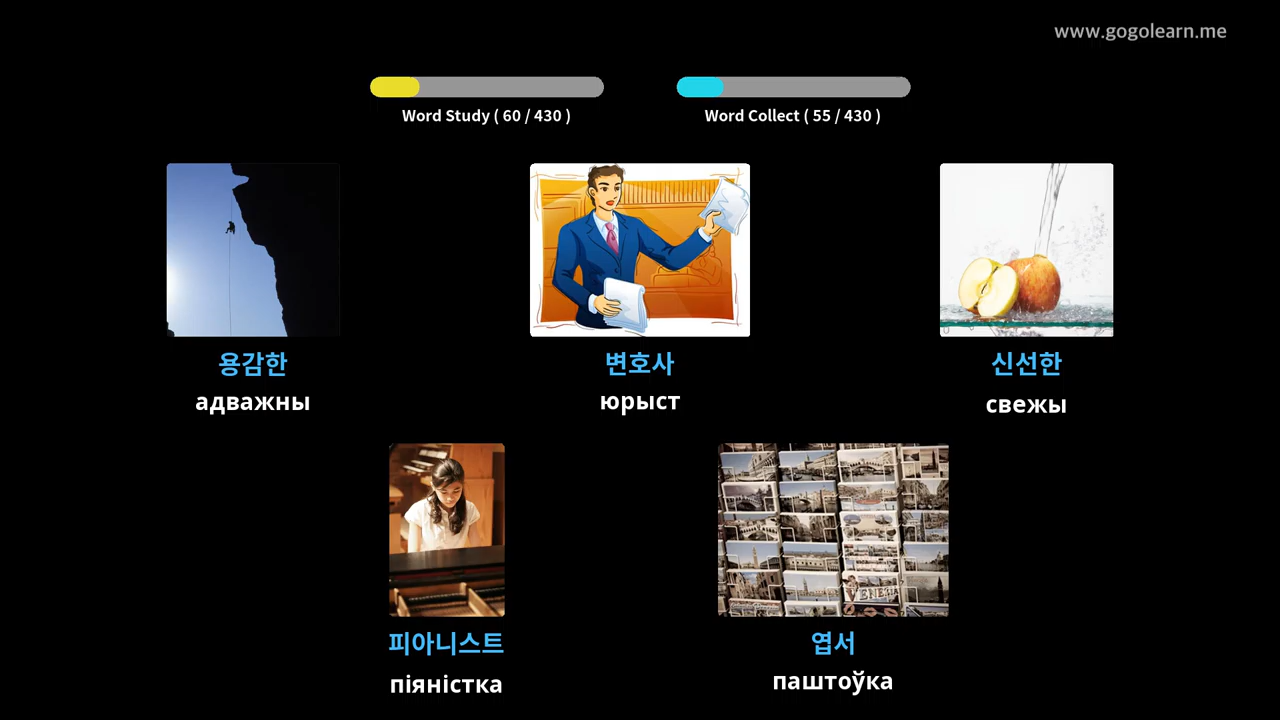 www.gogolearn.me
Word Study ( 60 / 430 )
Word Collect ( 55 / 430 )
용감한
адважны
변호사
юрыст
신선한
свежы
피아니스트
піяністка
엽서
паштоўка